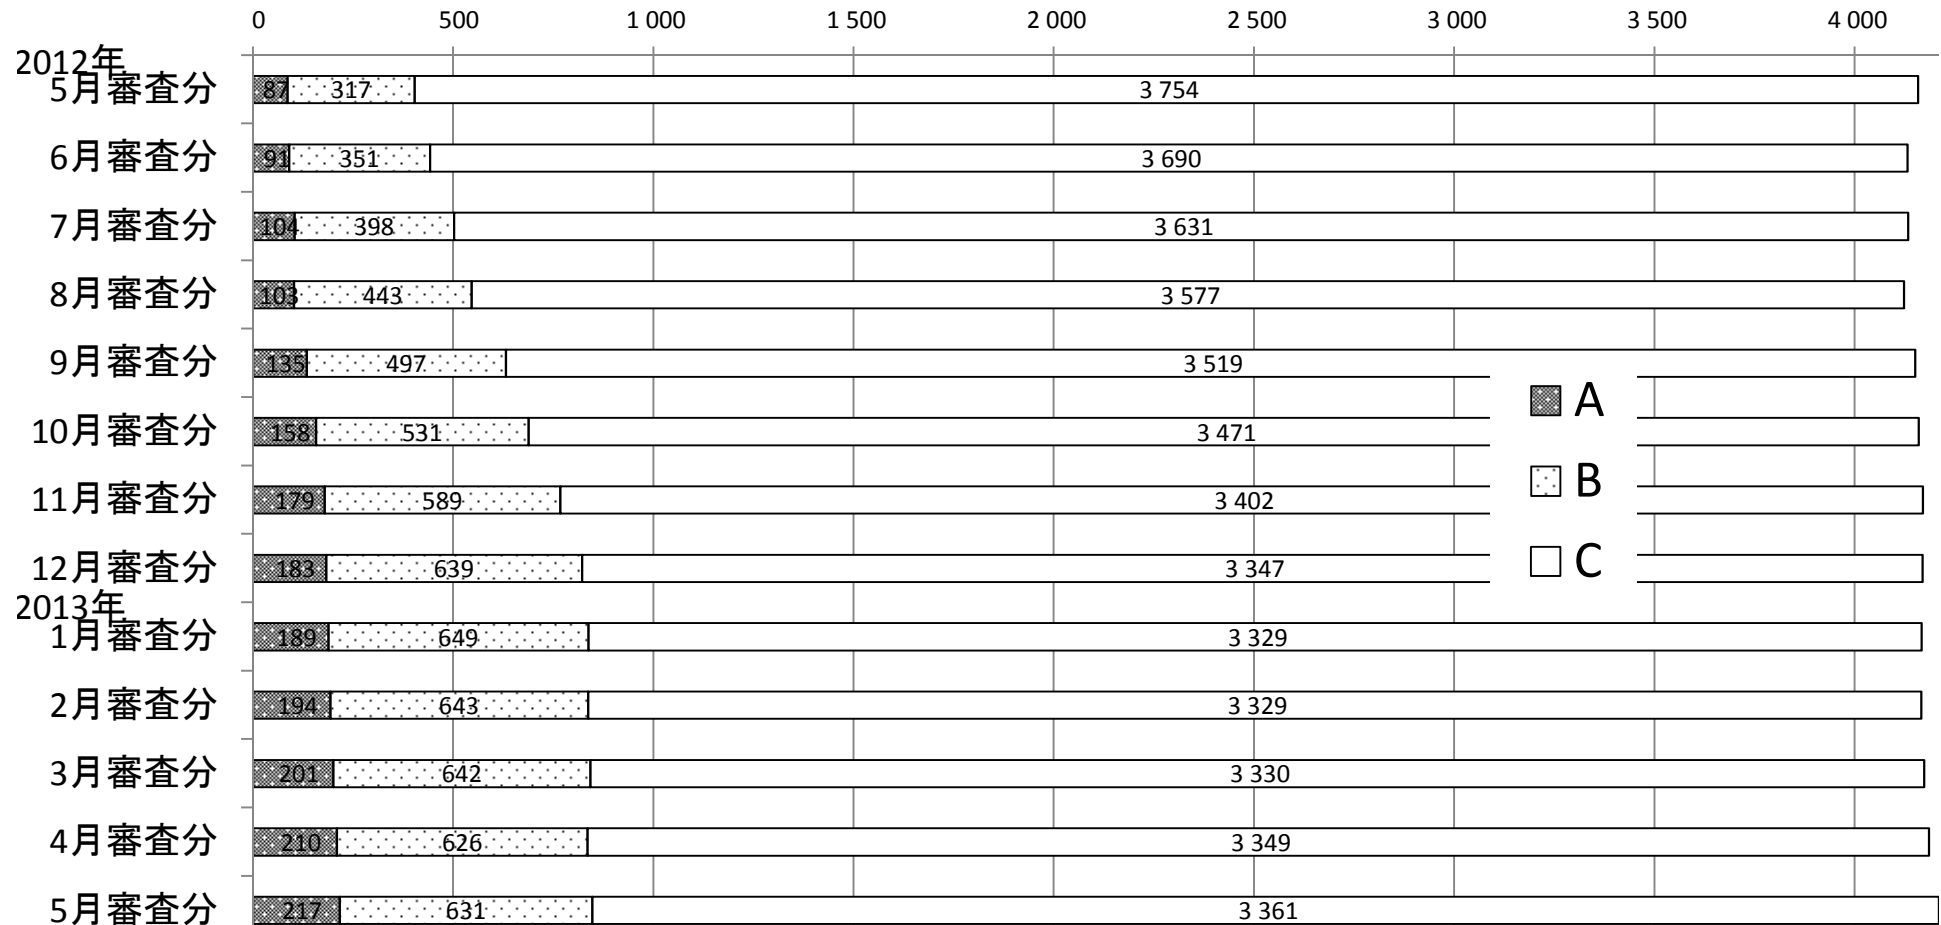 0 500 1 000 1 500 2 000 2 500 3 000 3 500 4 000
2012年
5月審査分 87 317 3 754
6月審査分 91 351 3 690
7月審査分 104 398 3 631
8月審査分 103 443 3 577
9月審査分 135 497 3 519
A
10月審査分 158 531 3 471
B
11月審査分 179 589 3 402
C
12月審査分 183 639 3 347
2013年
1月審査分 189 649 3 329
2月審査分 194 643 3 329
3月審査分 201 642 3 330
4月審査分 210 626 3 349
5月審査分 217 631 3 361